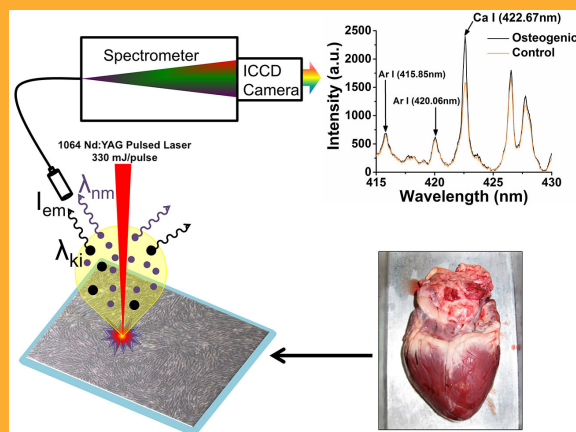 Spectrometer
ICCD
Camera
1064 Nd:YAG Pulsed Laser
330 mJ/pulse
λnm
Iem
λki
Ca I (422.67nm)
Osteogenic
Control
Ar I (415.85nm)
Ar I (420.06nm)
Intensity (a.u.)
2500
2000
1500
1000
500
0
415
420
425
430
Wavelength (nm)